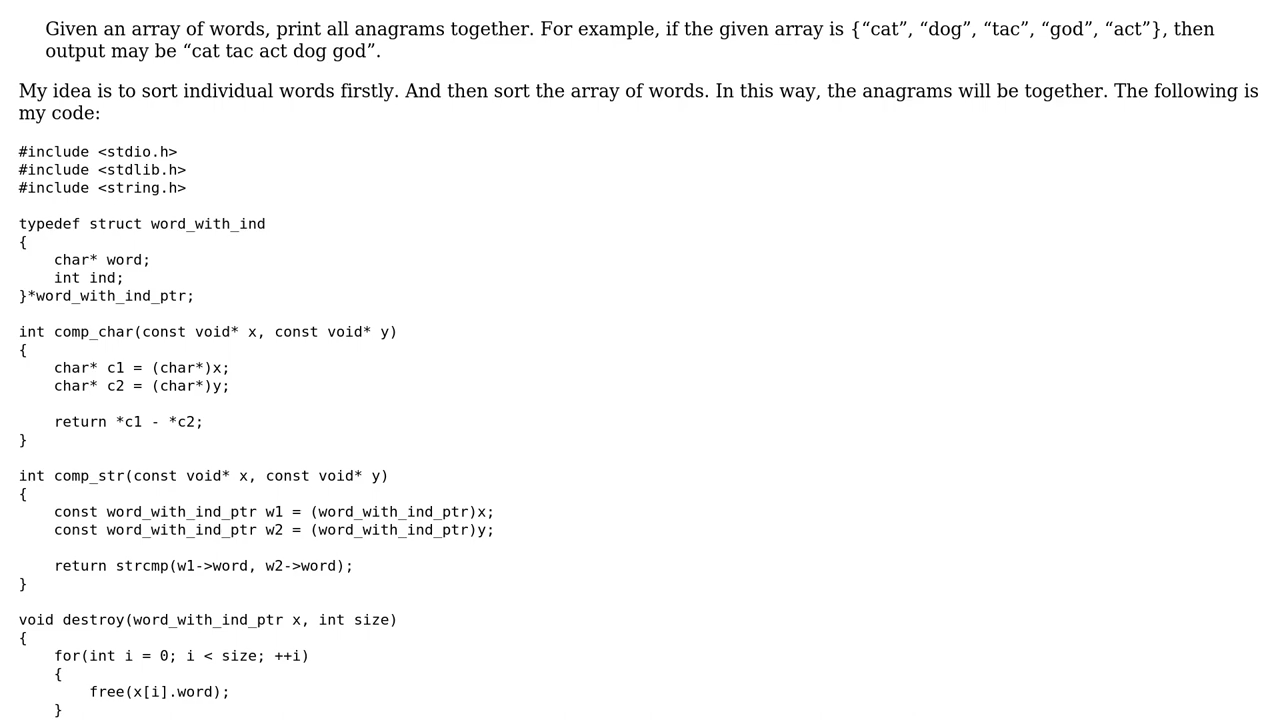 Given an array of words, print all anagrams together. For example, if the given array is {“cat”, “dog”, “tac”, “god”, “act”}, then
output may be “cat tac act dog god”.
My idea is to sort individual words firstly. And then sort the array of words. In this way, the anagrams will be together. The following is
my code:
#include <stdio.h>
#include <stdlib.h>
#include <string.h>
typedef struct word_with_ind
{
    char* word;
    int ind;
}*word_with_ind_ptr;
int comp_char(const void* x, const void* y)
{
    char* c1 = (char*)x;
    char* c2 = (char*)y;
    return *c1 - *c2;
}
int comp_str(const void* x, const void* y)
{
    const word_with_ind_ptr w1 = (word_with_ind_ptr)x;
    const word_with_ind_ptr w2 = (word_with_ind_ptr)y;
    return strcmp(w1->word, w2->word);
}
void destroy(word_with_ind_ptr x, int size)
{
    for(int i = 0; i < size; ++i)
    {
        free(x[i].word);
    }